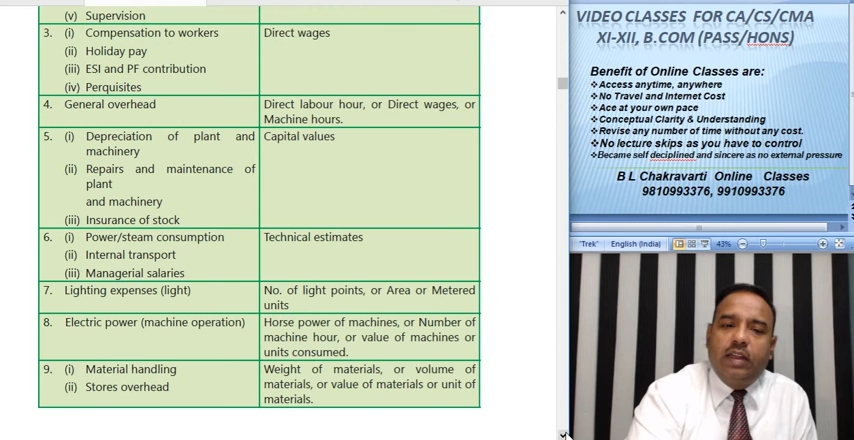 (v) Supervision
3. (i) Compensation to workers
Direct wages
(ii) Holiday pay
(iii) ESI and PF contribution
(iv) Perquisites
4. General overhead
Direct labour hour, or Direct wages, or
Machine hours.
5. (i) Depreciation of plant and
machinery
Capital values
(ii) Repairs and maintenance of
plant
and machinery
(iii) Insurance of stock
6. (i) Power/steam consumption
Technical estimates
(ii) Internal transport
(iii) Managerial salaries
7. Lighting expenses (light)
No. of light points, or Area or Metered
units
8. Electric power (machine operation)
Horse power of machines, or Number of
machine hour, or value of machines or
units consumed.
9. (i) Material handling
(ii) Stores overhead
Weight of materials, or volume of
materials, or value of materials or unit of
materials.
VIDEO CLASSES FOR CA/CS/CMA
XI-XII, B.COM (PASS/HONS)
Benefit of Online Classes are:
❖Access anytime, anywhere
❖No Travel and Internet Cost
❖Ace at your own pace
❖Conceptual Clarity & Understanding
❖Revise any number of time without any cost.
❖No lecture skips as you have to control
❖Became self deciplined and sincere as no external pressure
B L Chakravarti Online Classes
9810993376, 9910993376
"Trek" English (India) 43%